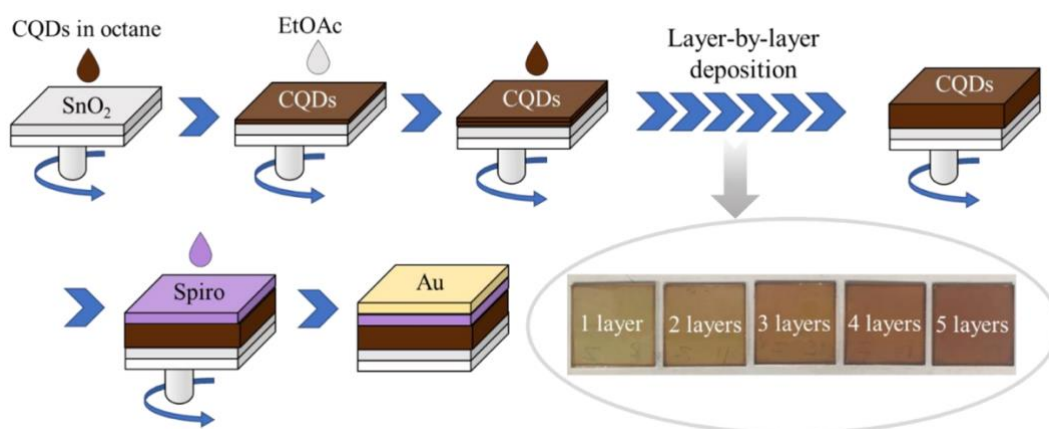 CQDs in octane
EtOAc
Layer-by-layer
deposition
SnO₂
CQDs
CQDs
CQDs
Spiro
Au
1 layer
2 layers
3 layers
4 layers
5 layers